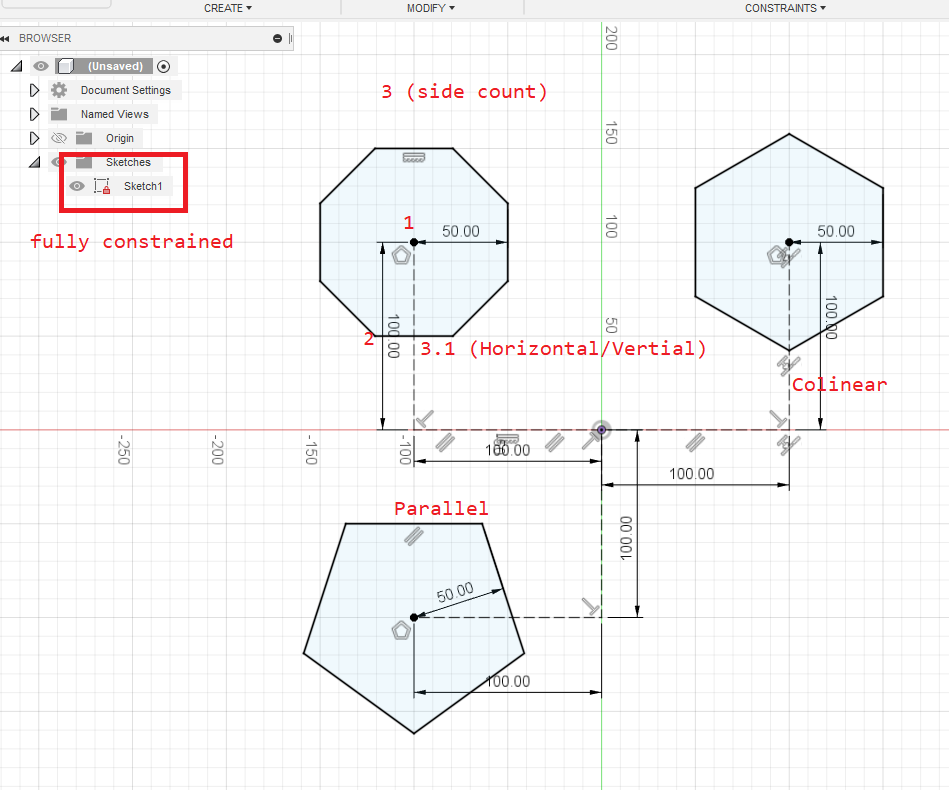 CREATE ▾ MODIFY ▾ CONSTRAINTS ▾
BROWSER
(Unsaved)
Document Settings
Named Views
Origin
Sketches
Sketch1
fully constrained
3 (side count)
200
150
100
50
1
50.00
50.00
100.00
100.00
2
3.1 (Horizontal/Vertial)
Colinear
-250
-200
-150
-100
100.00
100.00
100.00
Parallel
50.00
100.00